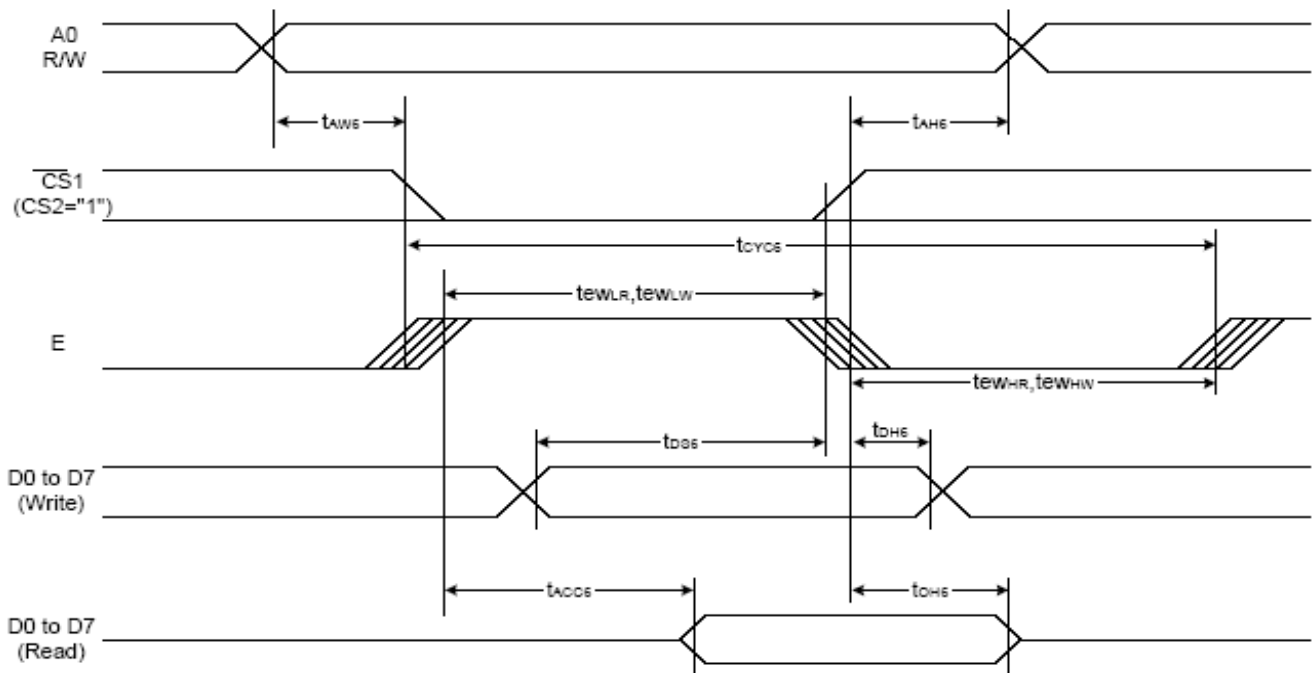 A0
R/W
tAW6
tAH6
CS1
(CS2="1")
tCYC6
tewLR,tewLW
E
tewHR,tewHW
tDS6
tDH6
D0 to D7
(Write)
tACC6
tOH6
D0 to D7
(Read)